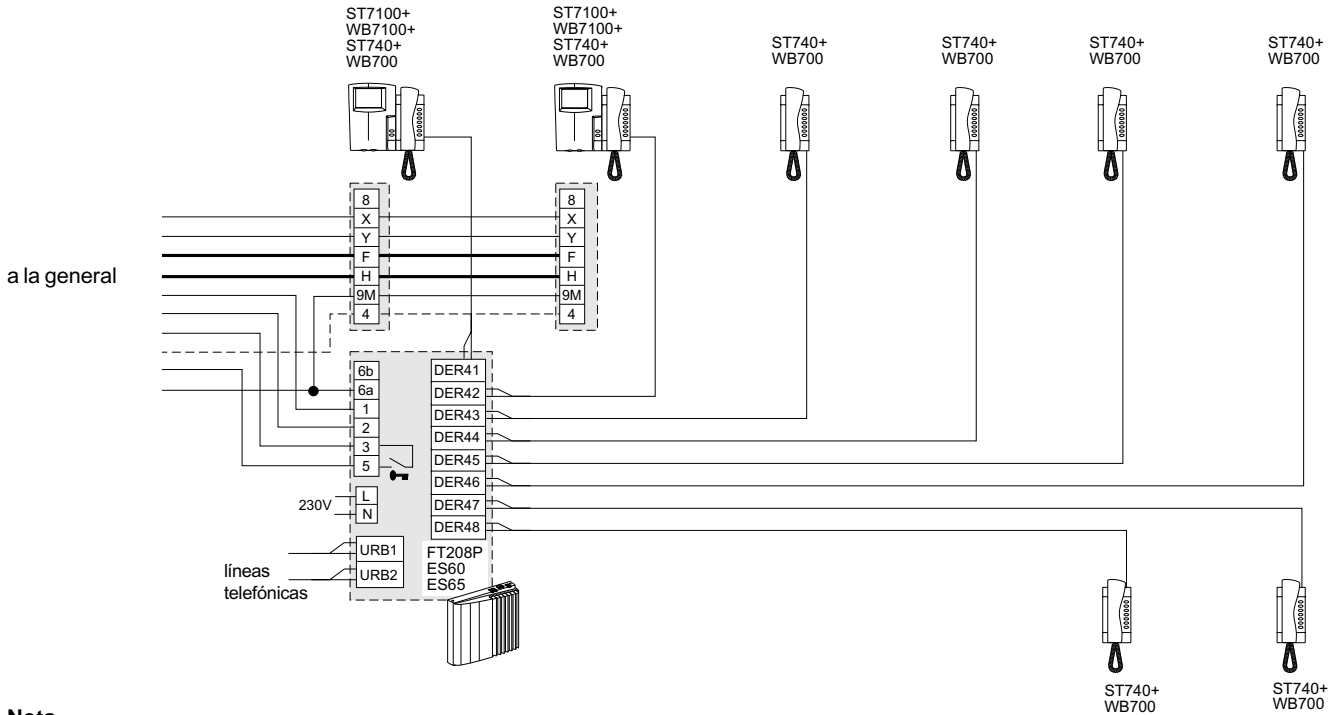 ST7100+
WB7100+
ST740+
WB700
ST7100+
WB7100+
ST740+
WB700
ST740+
WB700
ST740+
WB700
ST740+
WB700
ST740+
WB700
8
X
Y
F
H
9M
4
8
X
Y
F
H
9M
4
a la general
6b
6a
1
2
3
5
L
N
230V
URB1
URB2
líneas
telefónicas
DER41
DER42
DER43
DER44
DER45
DER46
DER47
DER48
FT208P
ES60
ES65
ST740+
WB700
ST740+
WB700